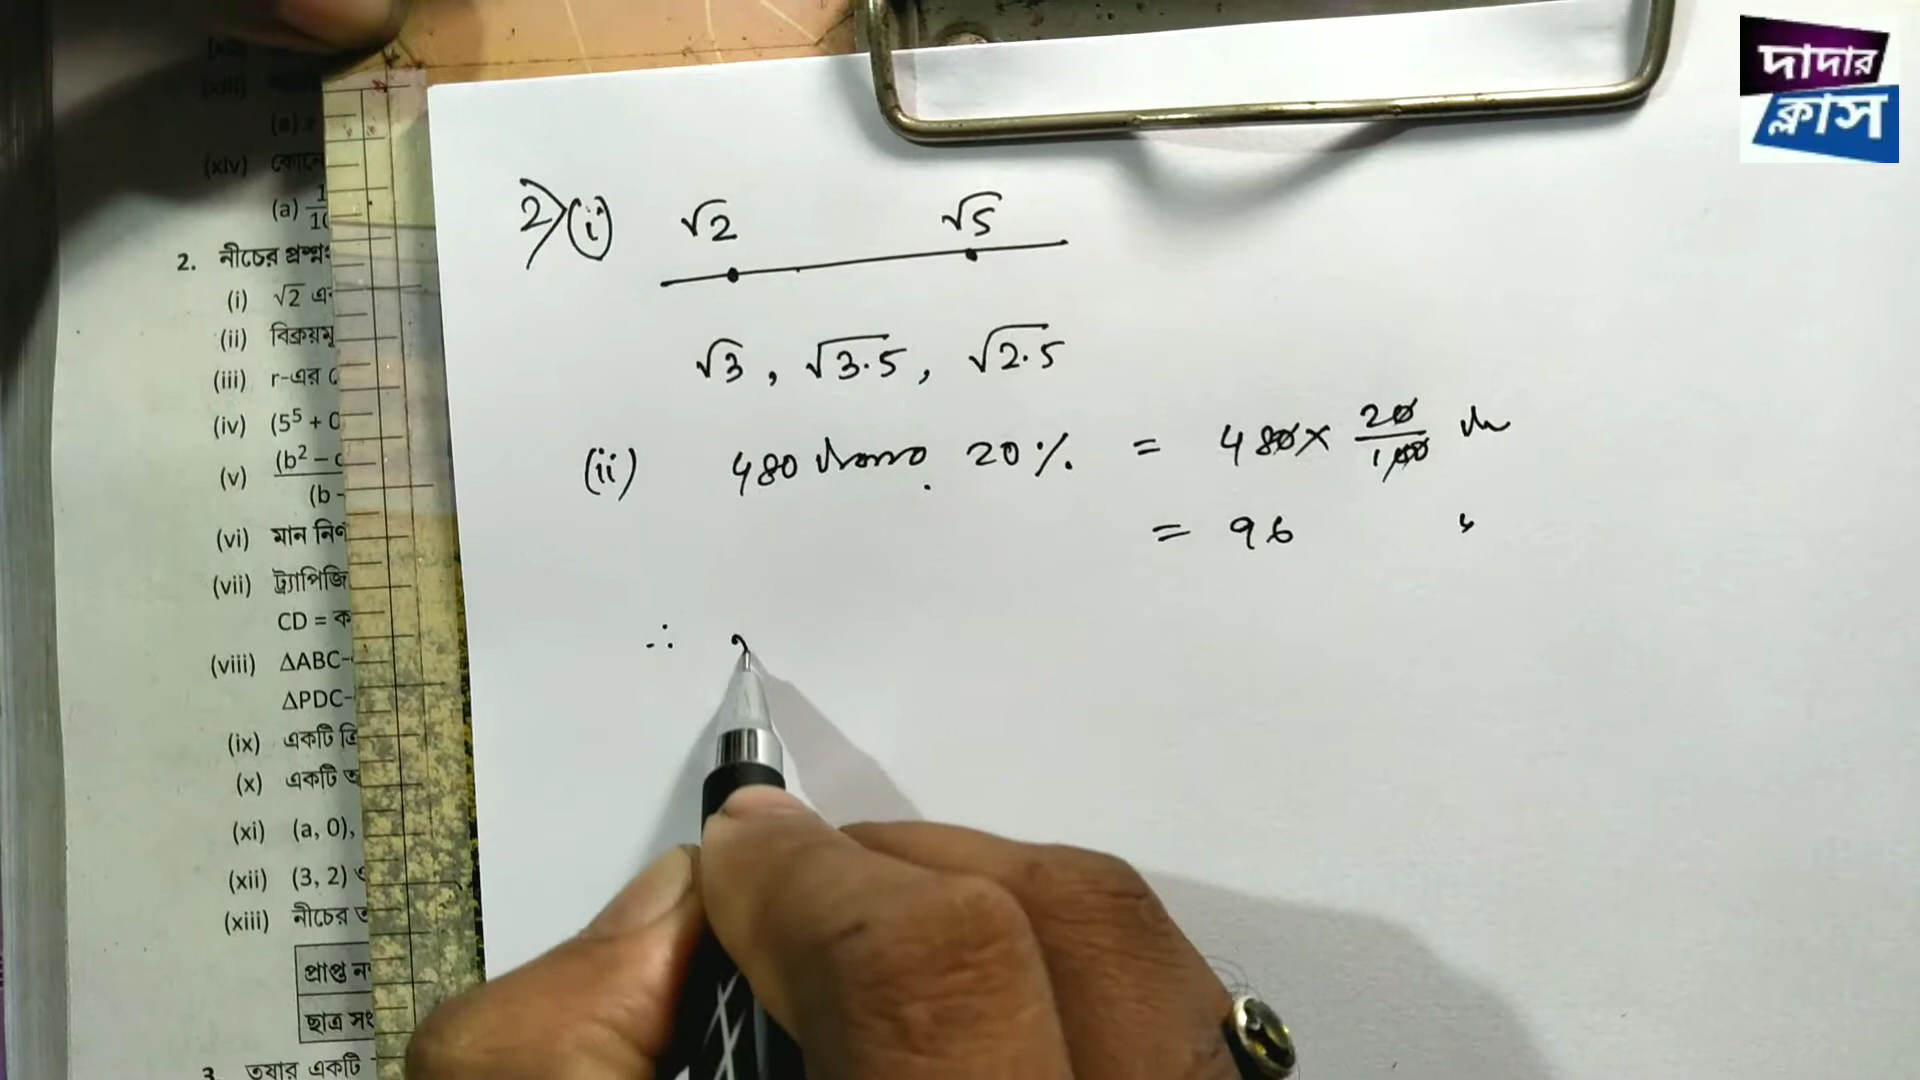 দাদার
ক্লাস
(xiv) কোনো
(a) 1
2. নীচের প্রশ্ন
(i) √2
(ii) বিক্রয়মূ
(iii) r-এর
(iv) (5⁵ + 0
(v) (b² – c
(b -
(vi) মান নির্ণ
(vii) ট্র্যাপিজি
CD = ক
(viii) ΔABC-
ΔPDC-
(ix) একটি ত্রি
(x) একটি
(xi) (a, 0),
(xii) (3, 2)
(xiii) নীচের ত
প্রাপ্ত ন
ছাত্র সং
3. একটি
2) (i) √2 √5
√3, √3.5, √2.5
(ii) 480 টাকার 20% = 480 × 20/100
= 96 "
∴